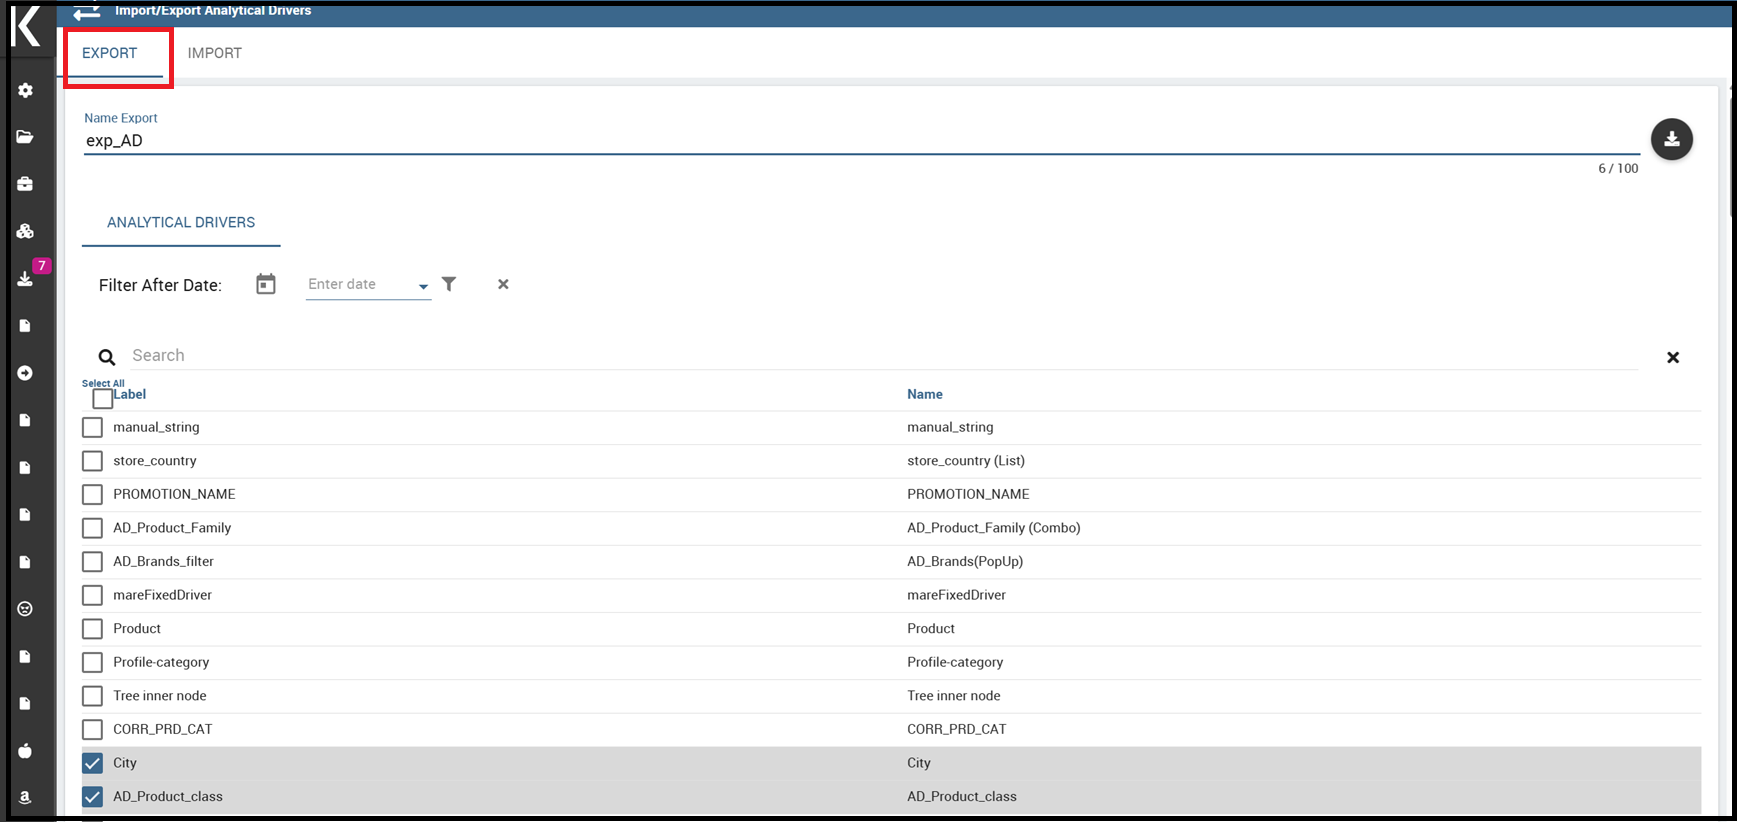 Import/Export Analytical Drivers
EXPORT IMPORT
Name Export
exp_AD
6 / 100
ANALYTICAL DRIVERS
7
Filter After Date: Enter date
Search
Select All
Label Name
manual_string manual_string
store_country store_country (List)
PROMOTION_NAME PROMOTION_NAME
AD_Product_Family AD_Product_Family (Combo)
AD_Brands_filter AD_Brands(PopUp)
mareFixedDriver mareFixedDriver
Product Product
Profile-category Profile-category
Tree inner node Tree inner node
CORR_PRD_CAT CORR_PRD_CAT
City City
AD_Product_class AD_Product_class